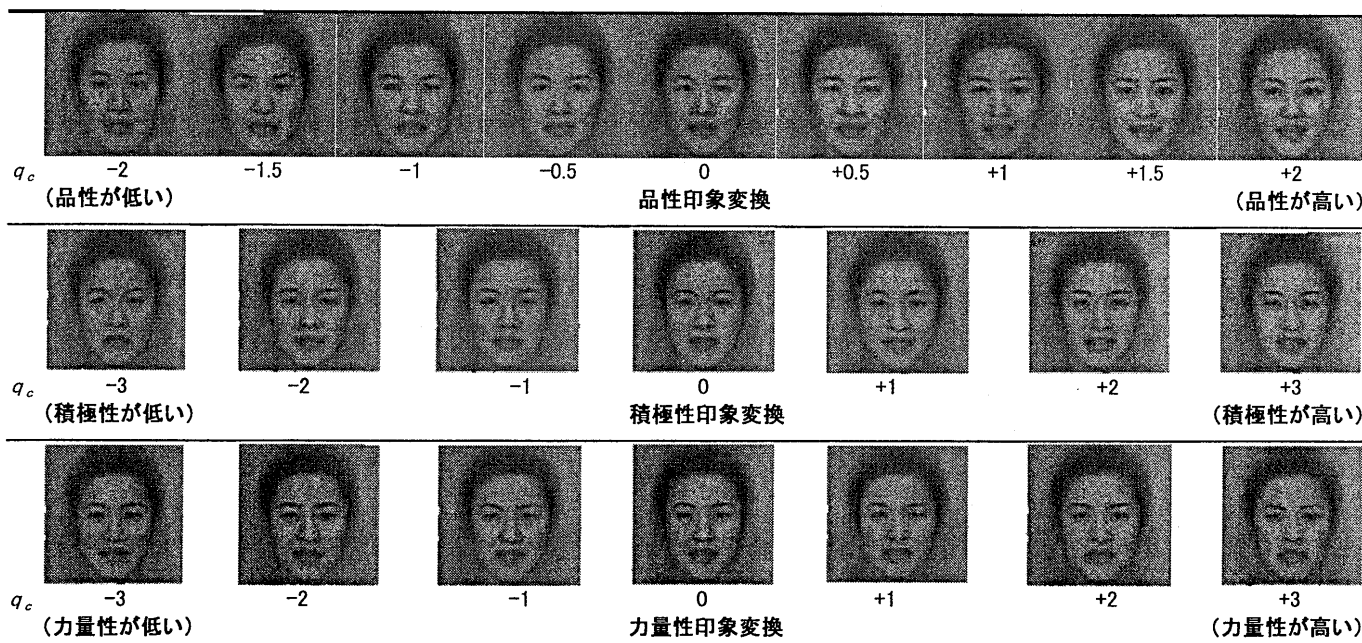 q_c -2 -1.5 -1 -0.5 0 +0.5 +1 +1.5 +2
(品性が低い) 品性印象変換 (品性が高い)
q_c -3 -2 -1 0 +1 +2 +3
(積極性が低い) 積極性印象変換 (積極性が高い)
q_c -3 -2 -1 0 +1 +2 +3
(力量性が低い) 力量性印象変換 (力量性が高い)